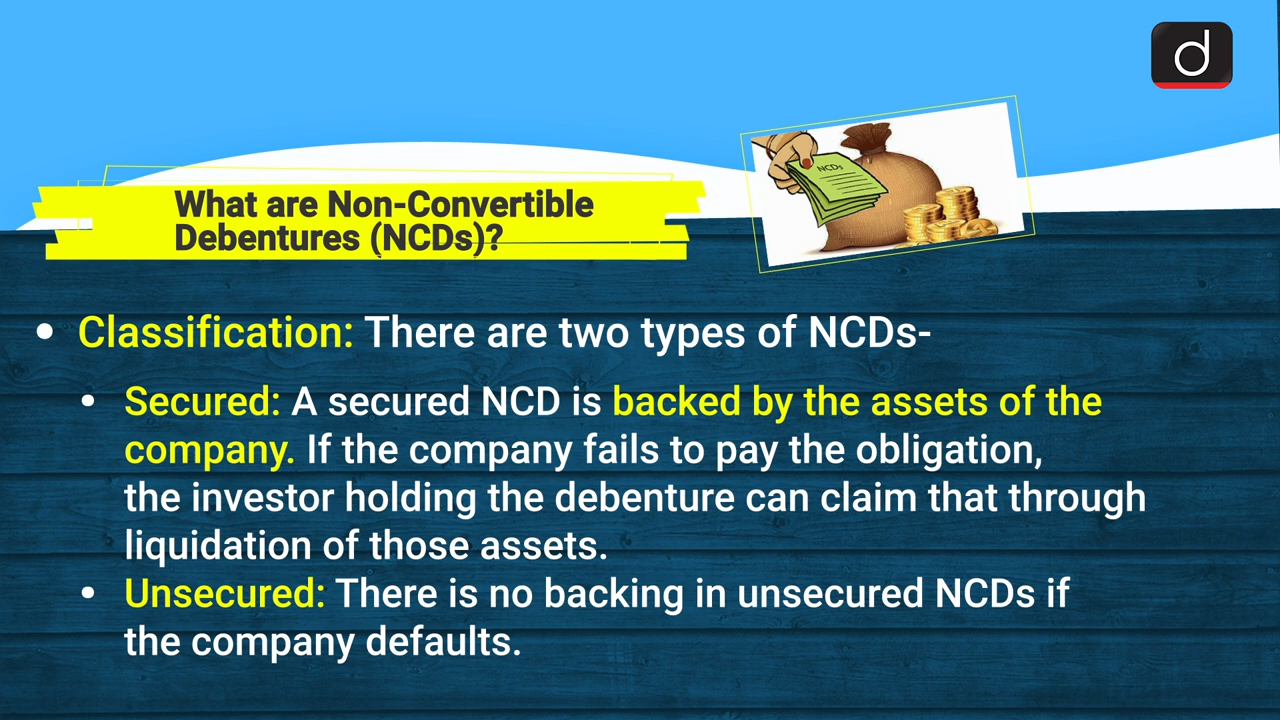 d
What are Non-Convertible
Debentures (NCDs)?
NCDs
• Classification: There are two types of NCDs-
• Secured: A secured NCD is backed by the assets of the
company. If the company fails to pay the obligation,
the investor holding the debenture can claim that through
liquidation of those assets.
• Unsecured: There is no backing in unsecured NCDs if
the company defaults.